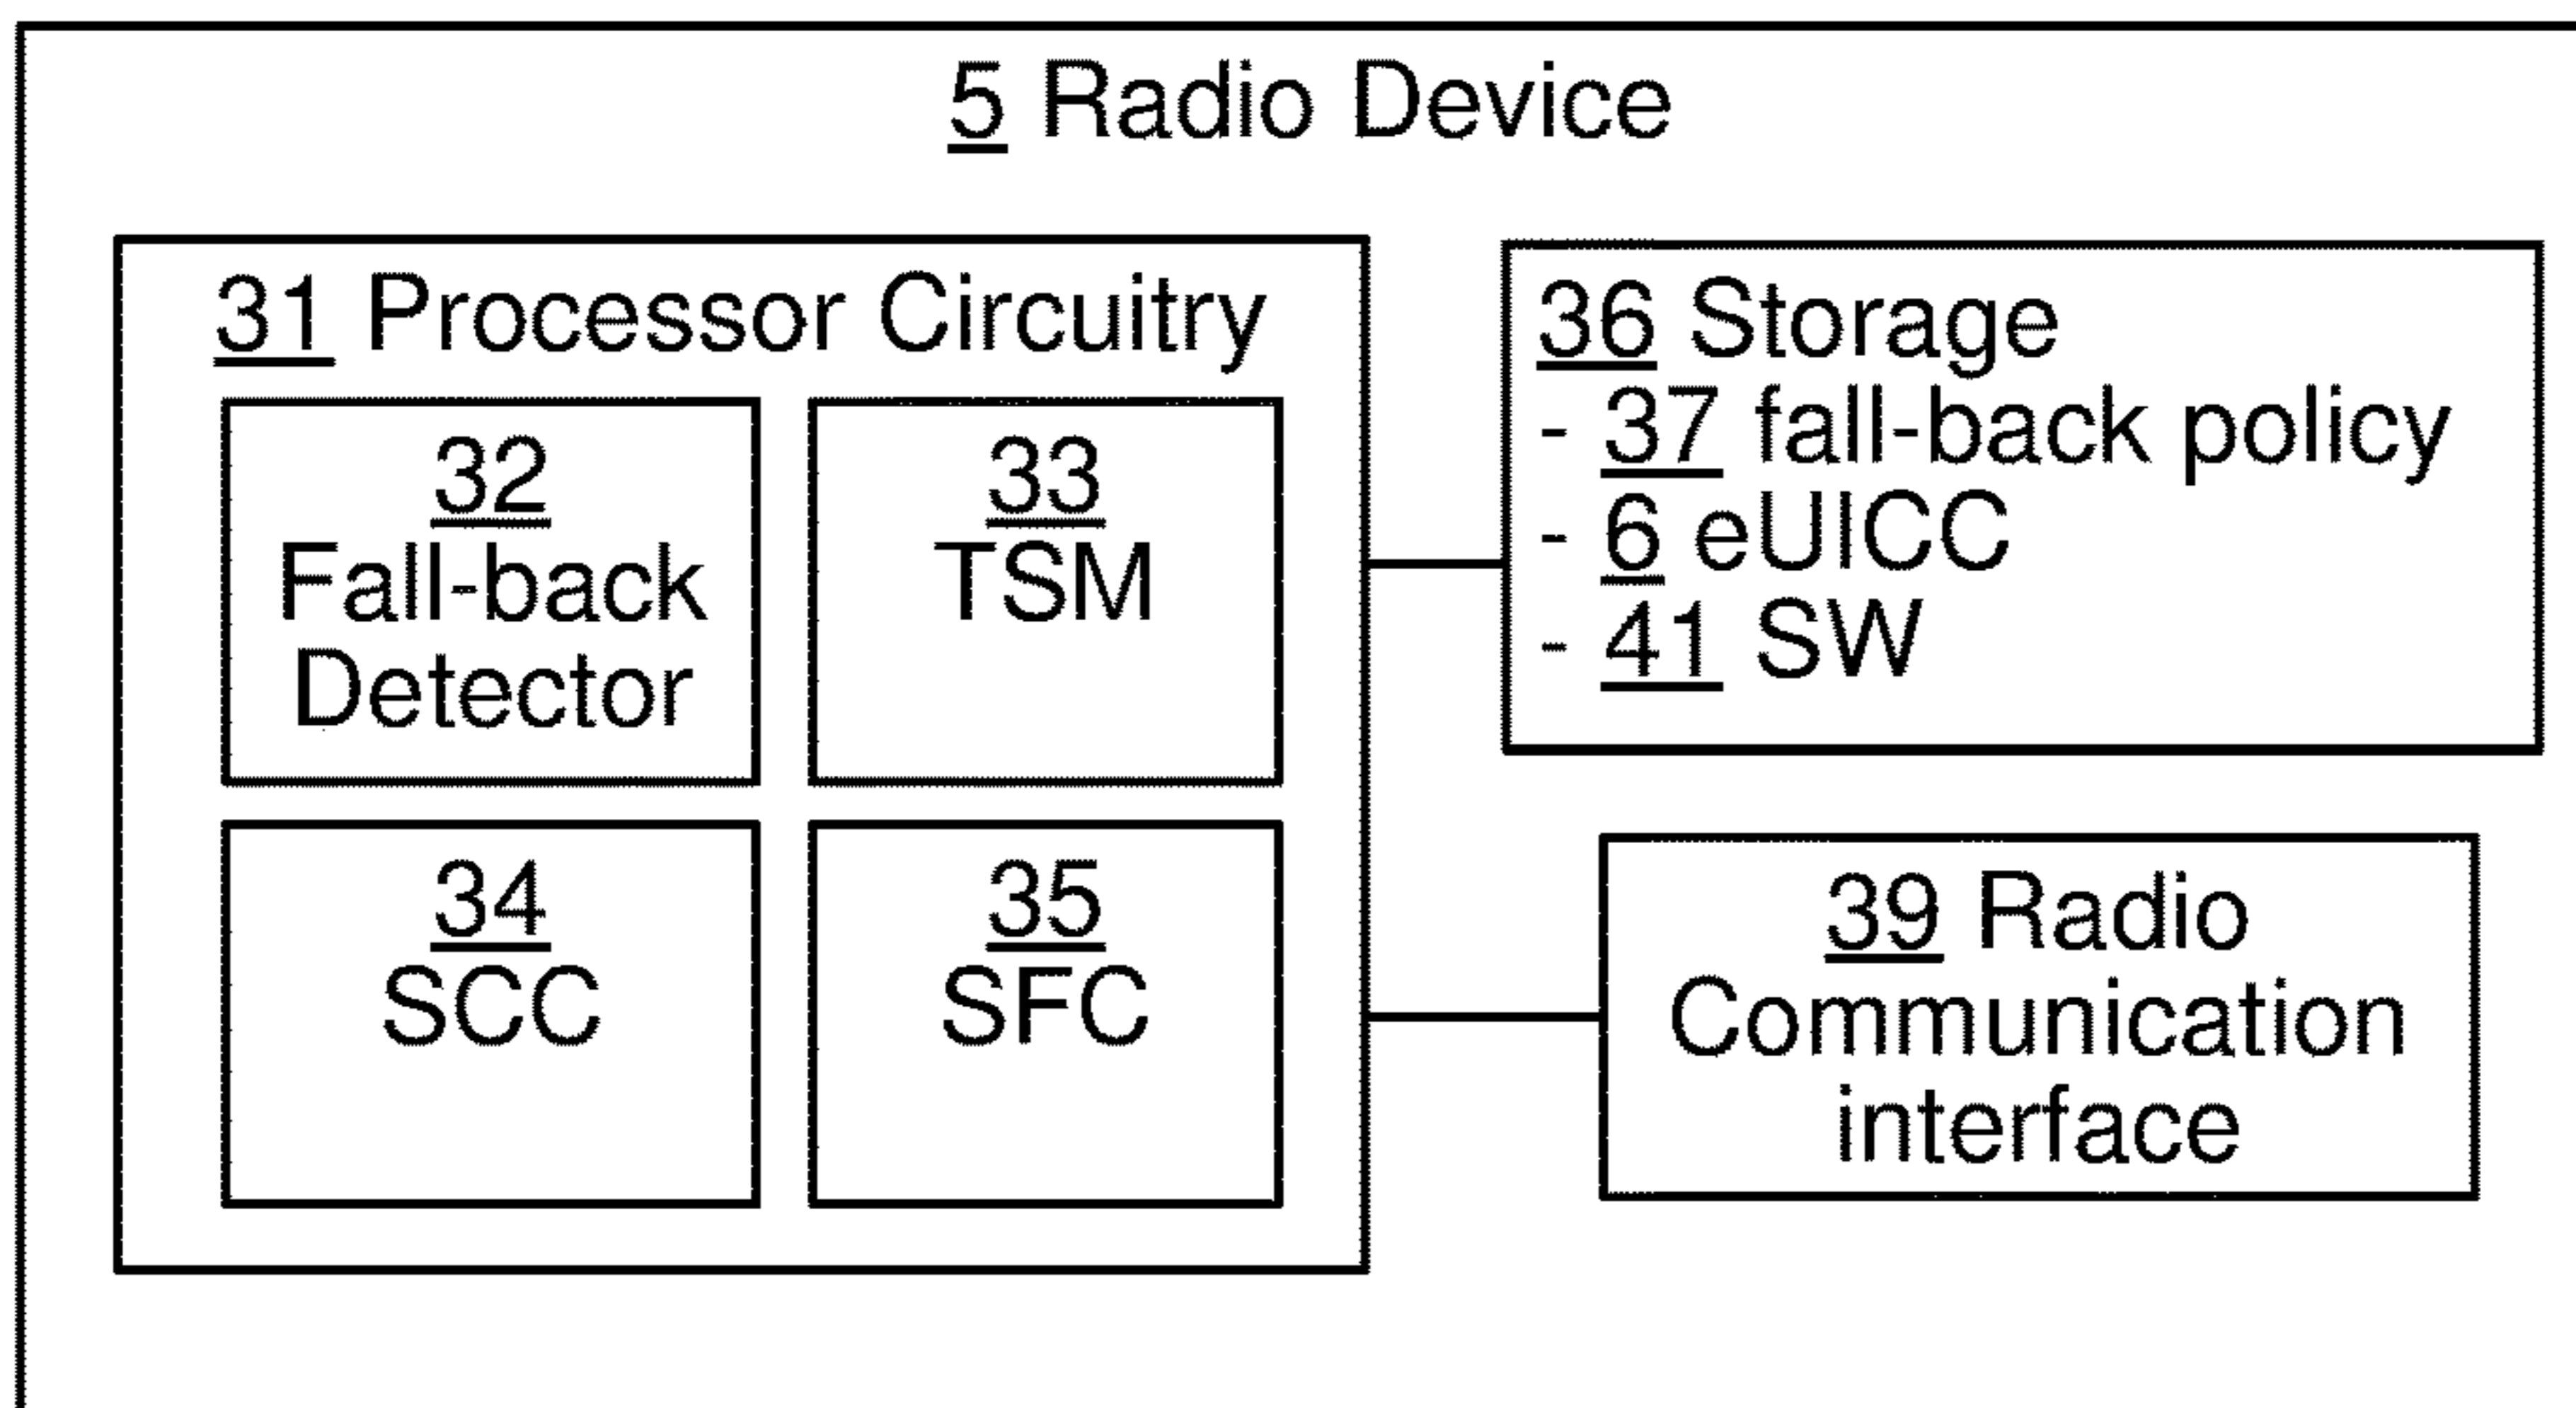 5 Radio Device
31 Processor Circuitry
32
Fall-back
Detector
33
TSM
34
SCC
35
SFC
36 Storage
- 37 fall-back policy
- 6 eUICC
- 41 SW
39 Radio
Communication
interface